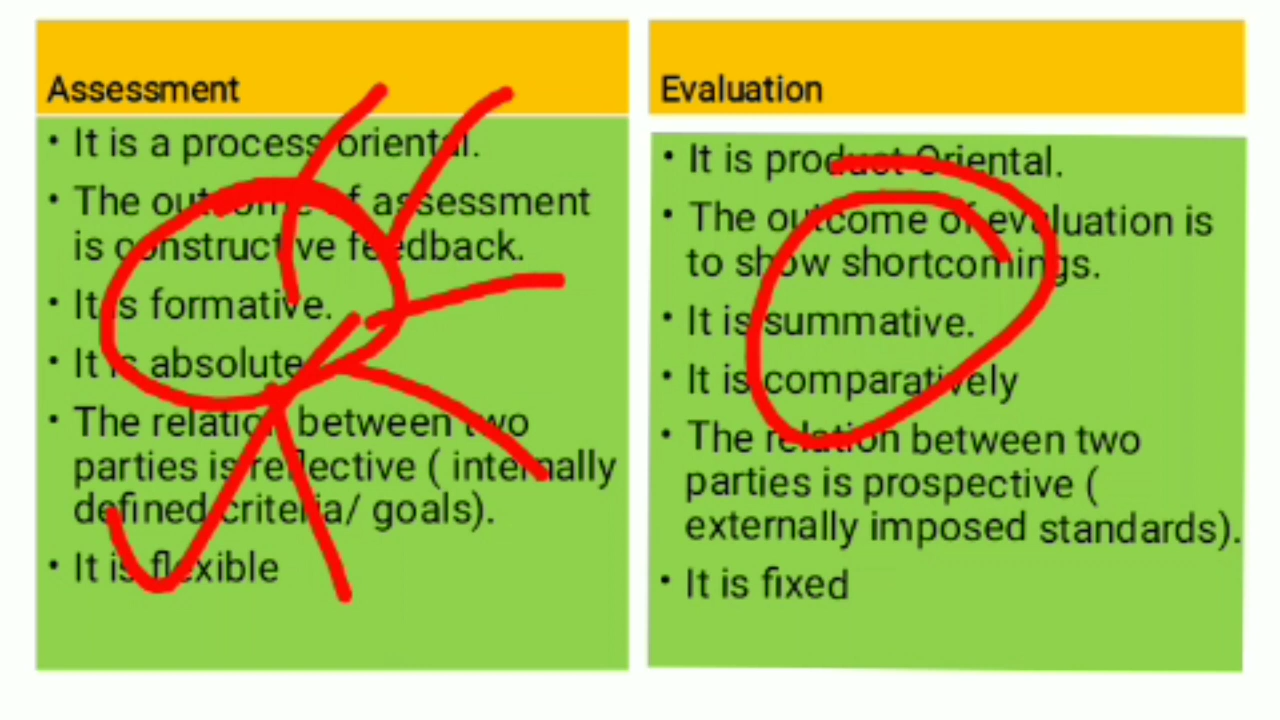 Assessment
• It is a process oriental.
• The outcome of assessment
is constructive feedback.
• It is formative.
• It is absolute
• The relation between two
parties is reflective ( internally
defined criteria/ goals).
• It is flexible
Evaluation
• It is product Oriental.
• The outcome of evaluation is
to show shortcomings.
• It is summative.
• It is comparatively
• The relation between two
parties is prospective (
externally imposed standards).
• It is fixed